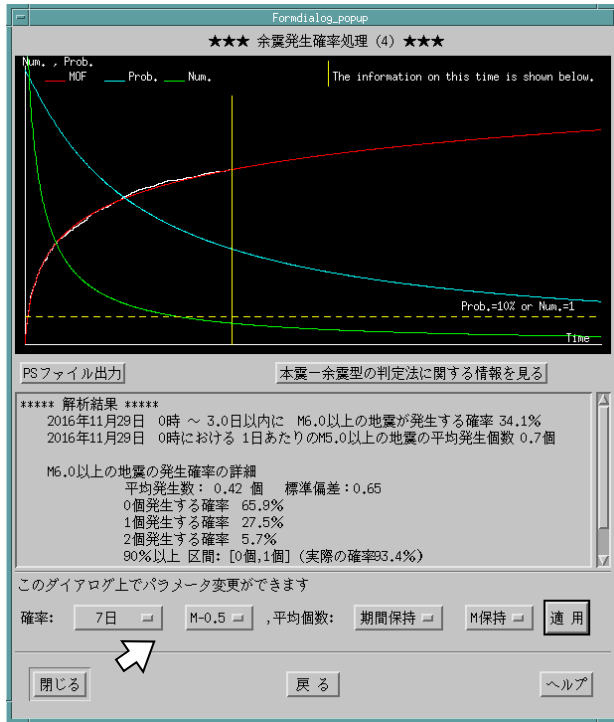 Formdialog_popup
★★★ 余震発生確率処理 (4) ★★★
Num. , Prob.
MOF Prob. Num.
The information on this time is shown below.
Prob.=10% or Num.=1
Time
PSファイル出力
本震－余震型の判定法に関する情報を見る
***** 解析結果 *****
2016年11月29日 0時 ～ 3.0日以内に M6.0以上の地震が発生する確率 34.1%
2016年11月29日 0時における 1日あたりのM5.0以上の地震の平均発生個数 0.7個
M6.0以上の地震の発生確率の詳細
平均発生数: 0.42 個 標準偏差:0.65
0個発生する確率 65.9%
1個発生する確率 27.5%
2個発生する確率 5.7%
90%以上 区間: [0個,1個] (実際の確率93.4%)
このダイアログ上でパラメータ変更ができます
確率: 7日 M-0.5 ,平均個数: 期間保持 M保持 適 用
閉じる 戻 る ヘルプ